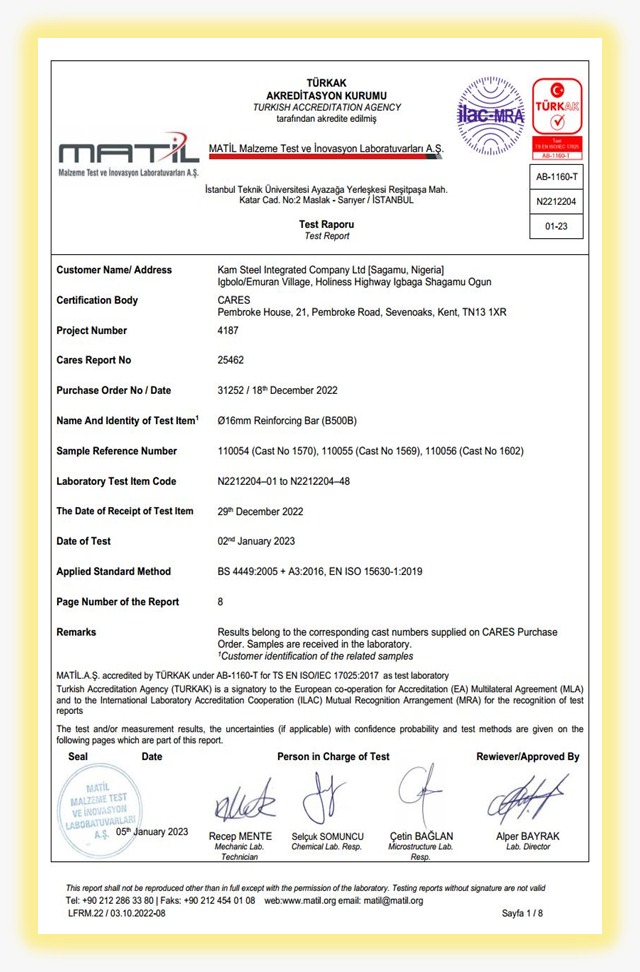 TÜRKAK
AKREDİTASYON KURUMU
TURKISH ACCREDITATION AGENCY
tarafından akredite edilmiş
MATİL
Malzeme Test ve İnovasyon Laboratuvarları A.Ş.
MATİL Malzeme Test ve İnovasyon Laboratuvarları A.Ş.
ilac-MRA
TÜRKAK
Test
TS EN ISO/IEC 17025
AB-1160-T
İstanbul Teknik Üniversitesi Ayazağa Yerleşkesi Reşitpaşa Mah.
Katar Cad. No:2 Maslak - Sarıyer / İSTANBUL
Test Raporu
Test Report
AB-1160-T
N2212204
01-23
Customer Name/ Address Kam Steel Integrated Company Ltd [Sagamu, Nigeria]
Igbolo/Emuran Village, Holiness Highway Igbaga Shagamu Ogun
Certification Body CARES
Pembroke House, 21, Pembroke Road, Sevenoaks, Kent, TN13 1XR
Project Number 4187
Cares Report No 25462
Purchase Order No / Date 31252 / 18th December 2022
Name And Identity of Test Item1 Ø16mm Reinforcing Bar (B500B)
Sample Reference Number 110054 (Cast No 1570), 110055 (Cast No 1569), 110056 (Cast No 1602)
Laboratory Test Item Code N2212204–01 to N2212204–48
The Date of Receipt of Test Item 29th December 2022
Date of Test 02nd January 2023
Applied Standard Method BS 4449:2005 + A3:2016, EN ISO 15630-1:2019
Page Number of the Report 8
Remarks Results belong to the corresponding cast numbers supplied on CARES Purchase
Order. Samples are received in the laboratory.
1Customer identification of the related samples
MATİL.A.Ş. accredited by TÜRKAK under AB-1160-T for TS EN ISO/IEC 17025:2017 as test laboratory
Turkish Accreditation Agency (TURKAK) is a signatory to the European co-operation for Accreditation (EA) Multilateral Agreement (MLA)
and to the International Laboratory Accreditation Cooperation (ILAC) Mutual Recognition Arrangement (MRA) for the recognition of test
reports
The test and/or measurement results, the uncertainties (if applicable) with confidence probability and test methods are given on the
following pages which are part of this report.
Seal Date Person in Charge of Test Rewiever/Approved By
MATİL
MALZEME TEST
VE İNOVASYON
LABORATUVARLARI
A.Ş.
05th January 2023
Recep MENTE Selçuk SOMUNCU Çetin BAĞLAN Alper BAYRAK
Mechanic Lab. Chemical Lab. Resp. Microstructure Lab. Lab. Director
Technician Resp.
This report shall not be reproduced other than in full except with the permission of the laboratory. Testing reports without signature are not valid
Tel: +90 212 286 33 80 | Faks: +90 212 454 01 08 web:www.matil.org email: matil@matil.org
LFRM.22 / 03.10.2022-08 Sayfa 1 / 8